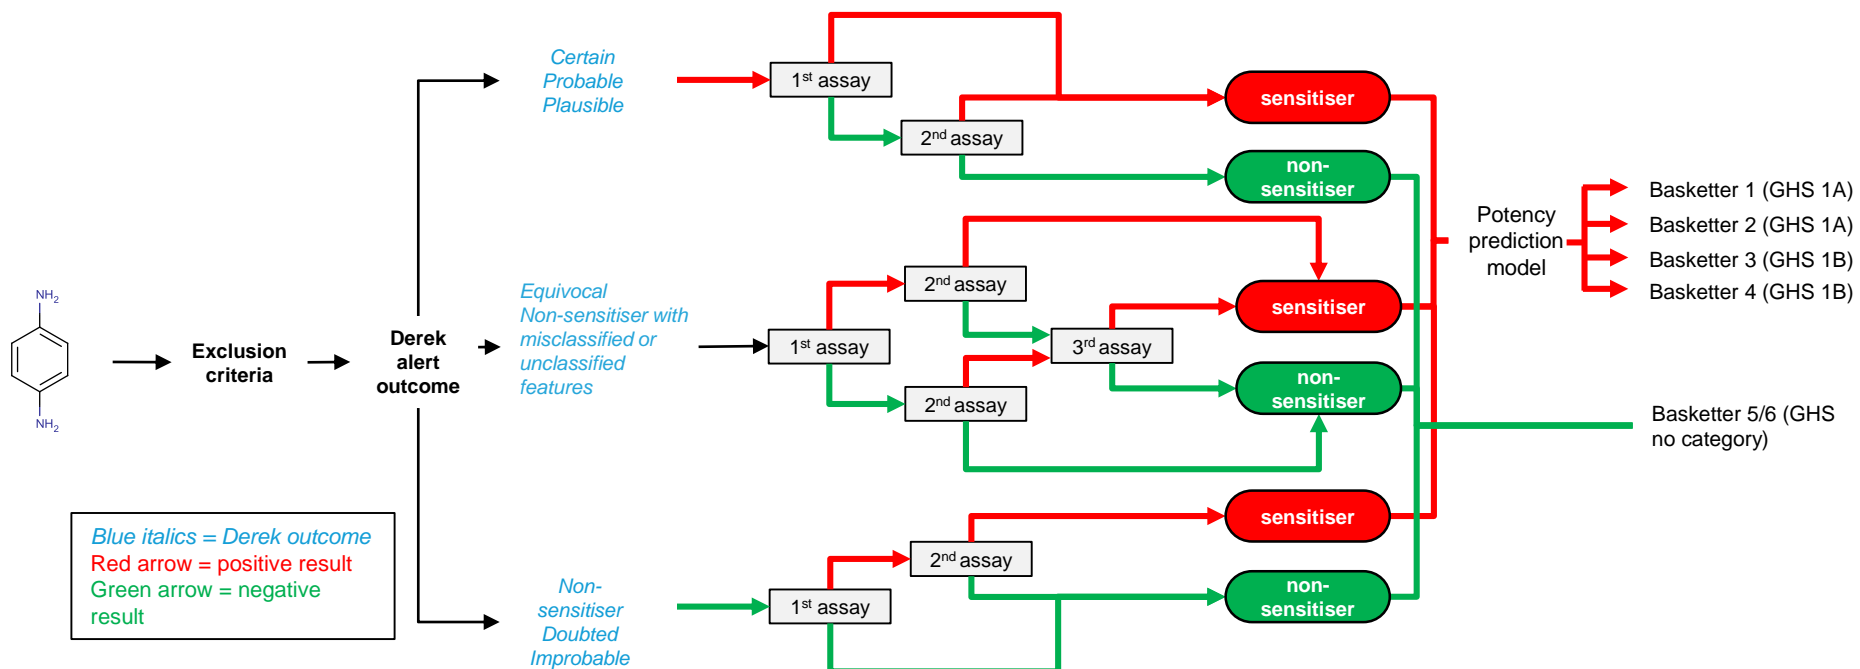 NH₂
NH₂
Exclusion
criteria
Derek
alert
outcome
Certain
Probable
Plausible
1st assay
2nd assay
sensitiser
non-
sensitiser
Equivocal
Non-sensitiser with
misclassified or
unclassified
features
1st assay
2nd assay
2nd assay
3rd assay
sensitiser
non-
sensitiser
Non-
sensitiser
Doubted
Improbable
1st assay
2nd assay
sensitiser
non-
sensitiser
Potency
prediction
model
Basketter 1 (GHS 1A)
Basketter 2 (GHS 1A)
Basketter 3 (GHS 1B)
Basketter 4 (GHS 1B)
Basketter 5/6 (GHS
no category)
Blue italics = Derek outcome
Red arrow = positive result
Green arrow = negative
result